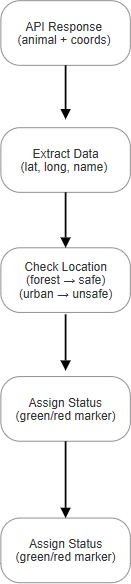 API Response
(animal + coords)
Extract Data
(lat, long, name)
Check Location
(forest → safe)
(urban → unsafe)
Assign Status
(green/red marker)
Assign Status
(green/red marker)